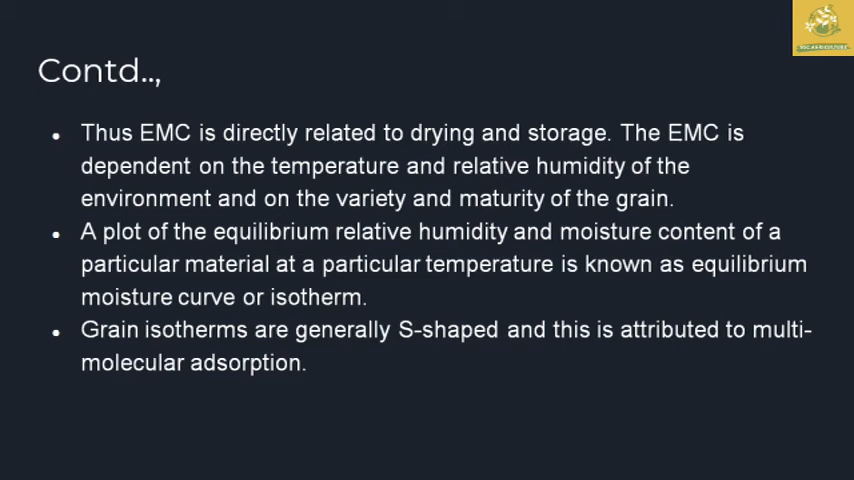 Contd..,
• Thus EMC is directly related to drying and storage. The EMC is
dependent on the temperature and relative humidity of the
environment and on the variety and maturity of the grain.
• A plot of the equilibrium relative humidity and moisture content of a
particular material at a particular temperature is known as equilibrium
moisture curve or isotherm.
• Grain isotherms are generally S-shaped and this is attributed to multi-
molecular adsorption.